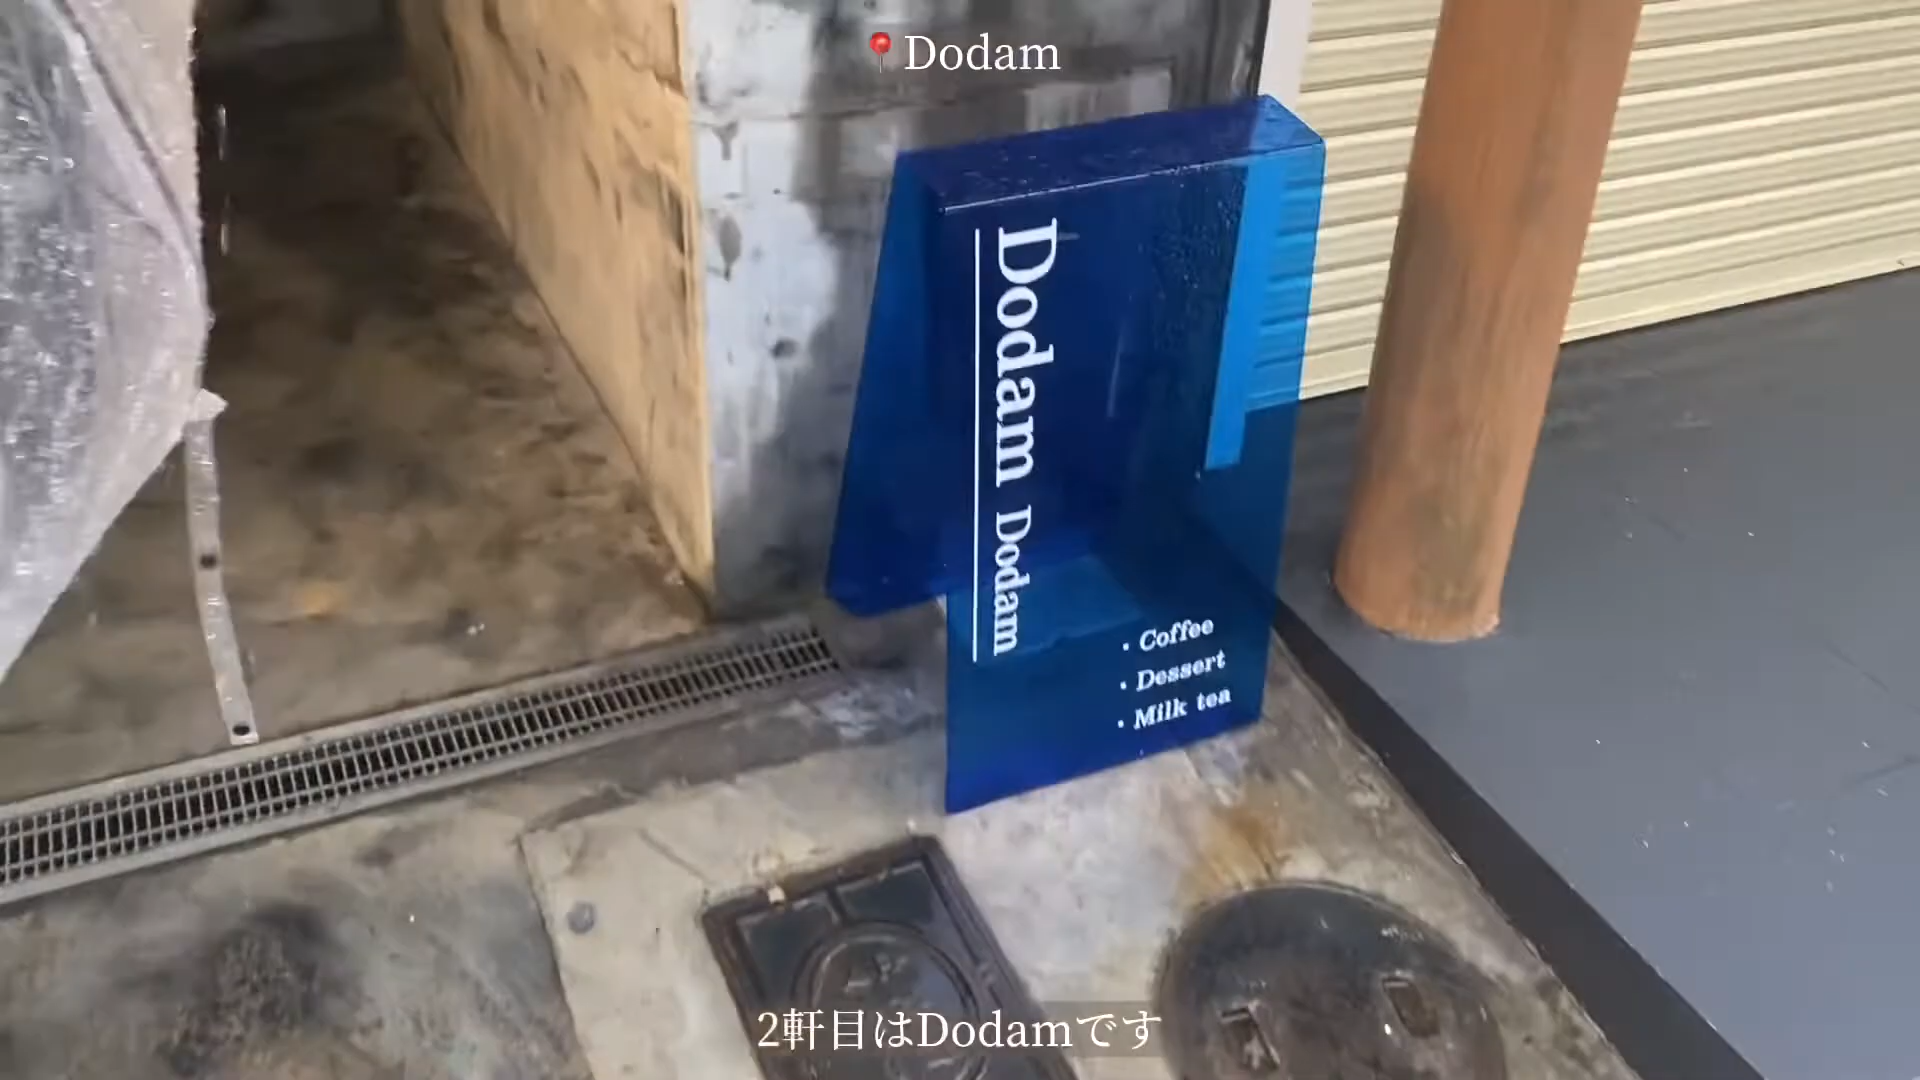 📍Dodam
Dodam Dodam
· Coffee
· Dessert
· Milk tea
2軒目はDodamです